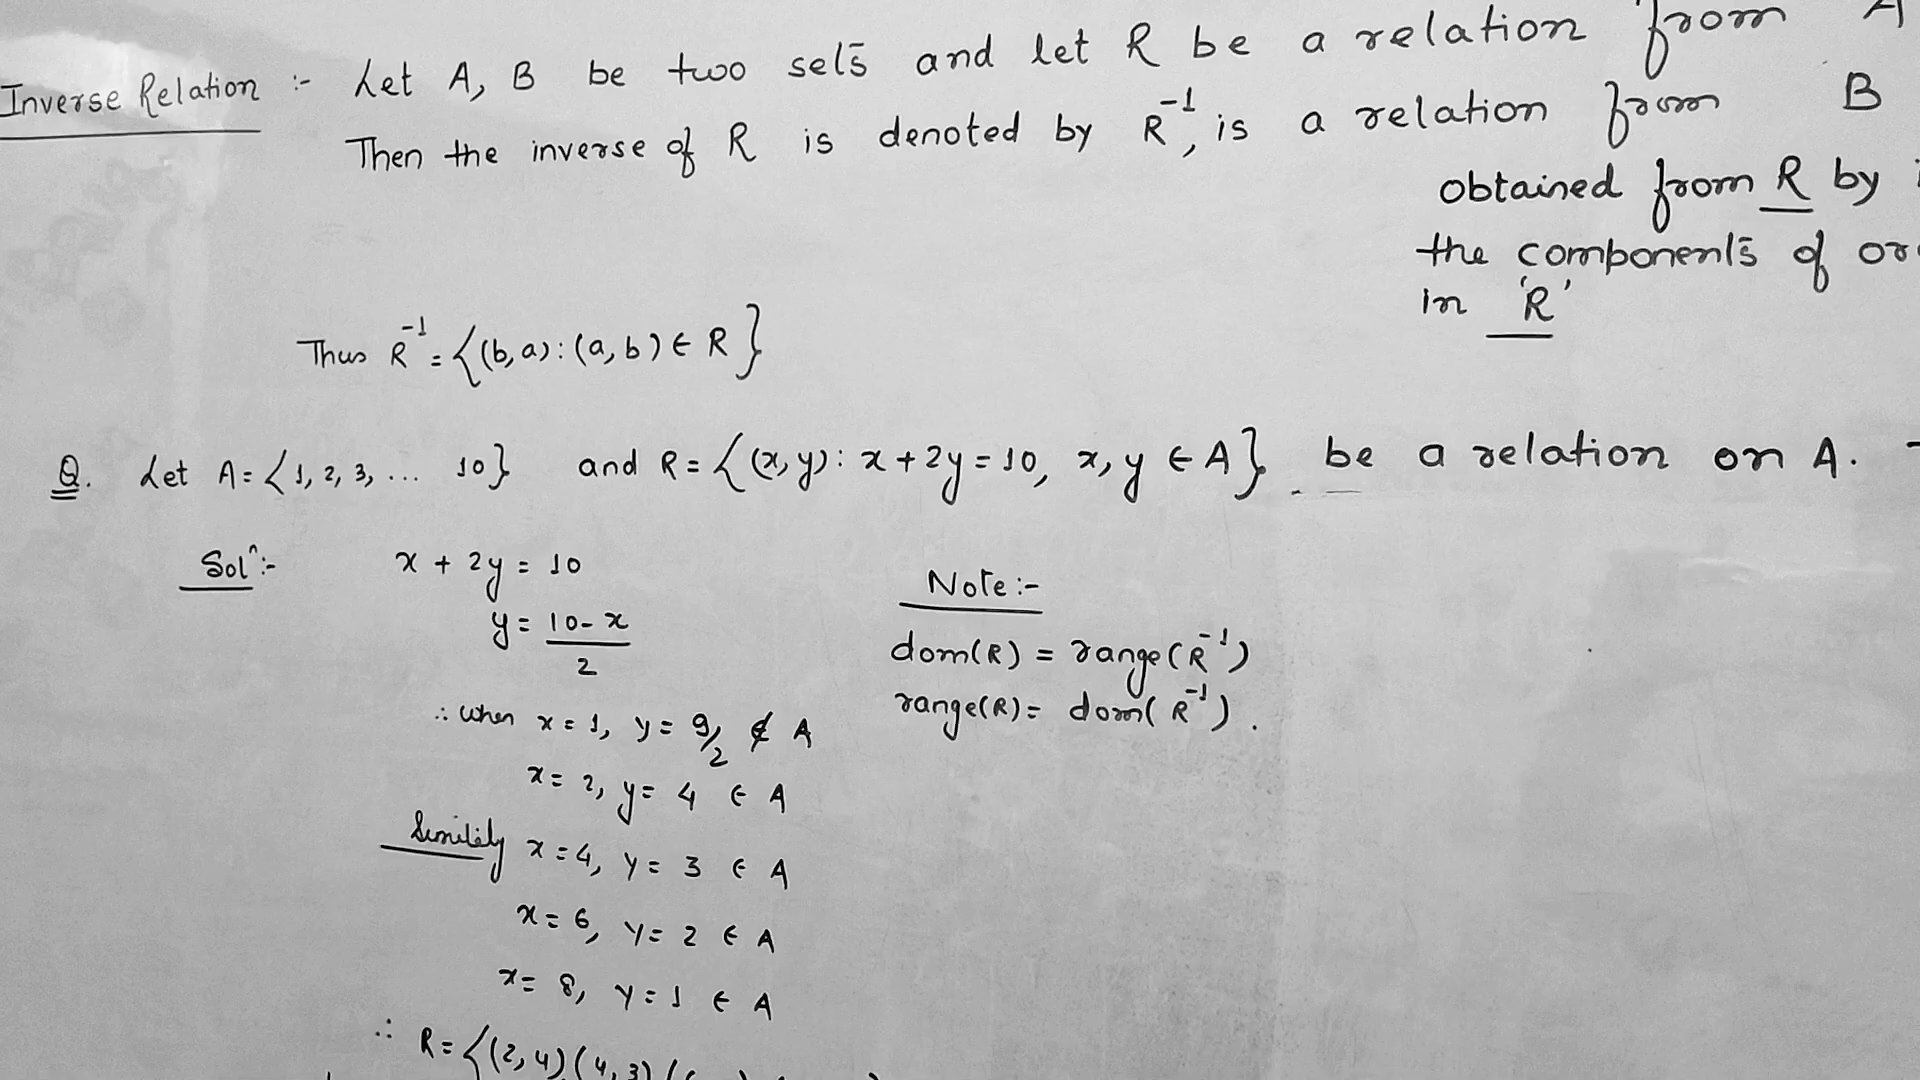 Inverse Relation :- Let A, B be two sets and let R be a relation from A
Then the inverse of R is denoted by R⁻¹, is a relation from B
obtained from R by
the components of
in 'R'
Thus R⁻¹ = {(b,a) : (a,b) ∈ R}
Q. Let A = {1, 2, 3, ... 10} and R = {(x,y) : x + 2y = 10, x, y ∈ A} be a relation on A.
Solⁿ :-
x + 2y = 10
y = (10 - x)/2
∴ When x = 1, y = 9/2 ∉ A
x = 2, y = 4 ∈ A
Similily x = 4, y = 3 ∈ A
x = 6, y = 2 ∈ A
x = 8, y = 1 ∈ A
∴ R = {(2,4) (4,3)
Note :-
dom(R) = range(R⁻¹)
range(R) = dom(R⁻¹).